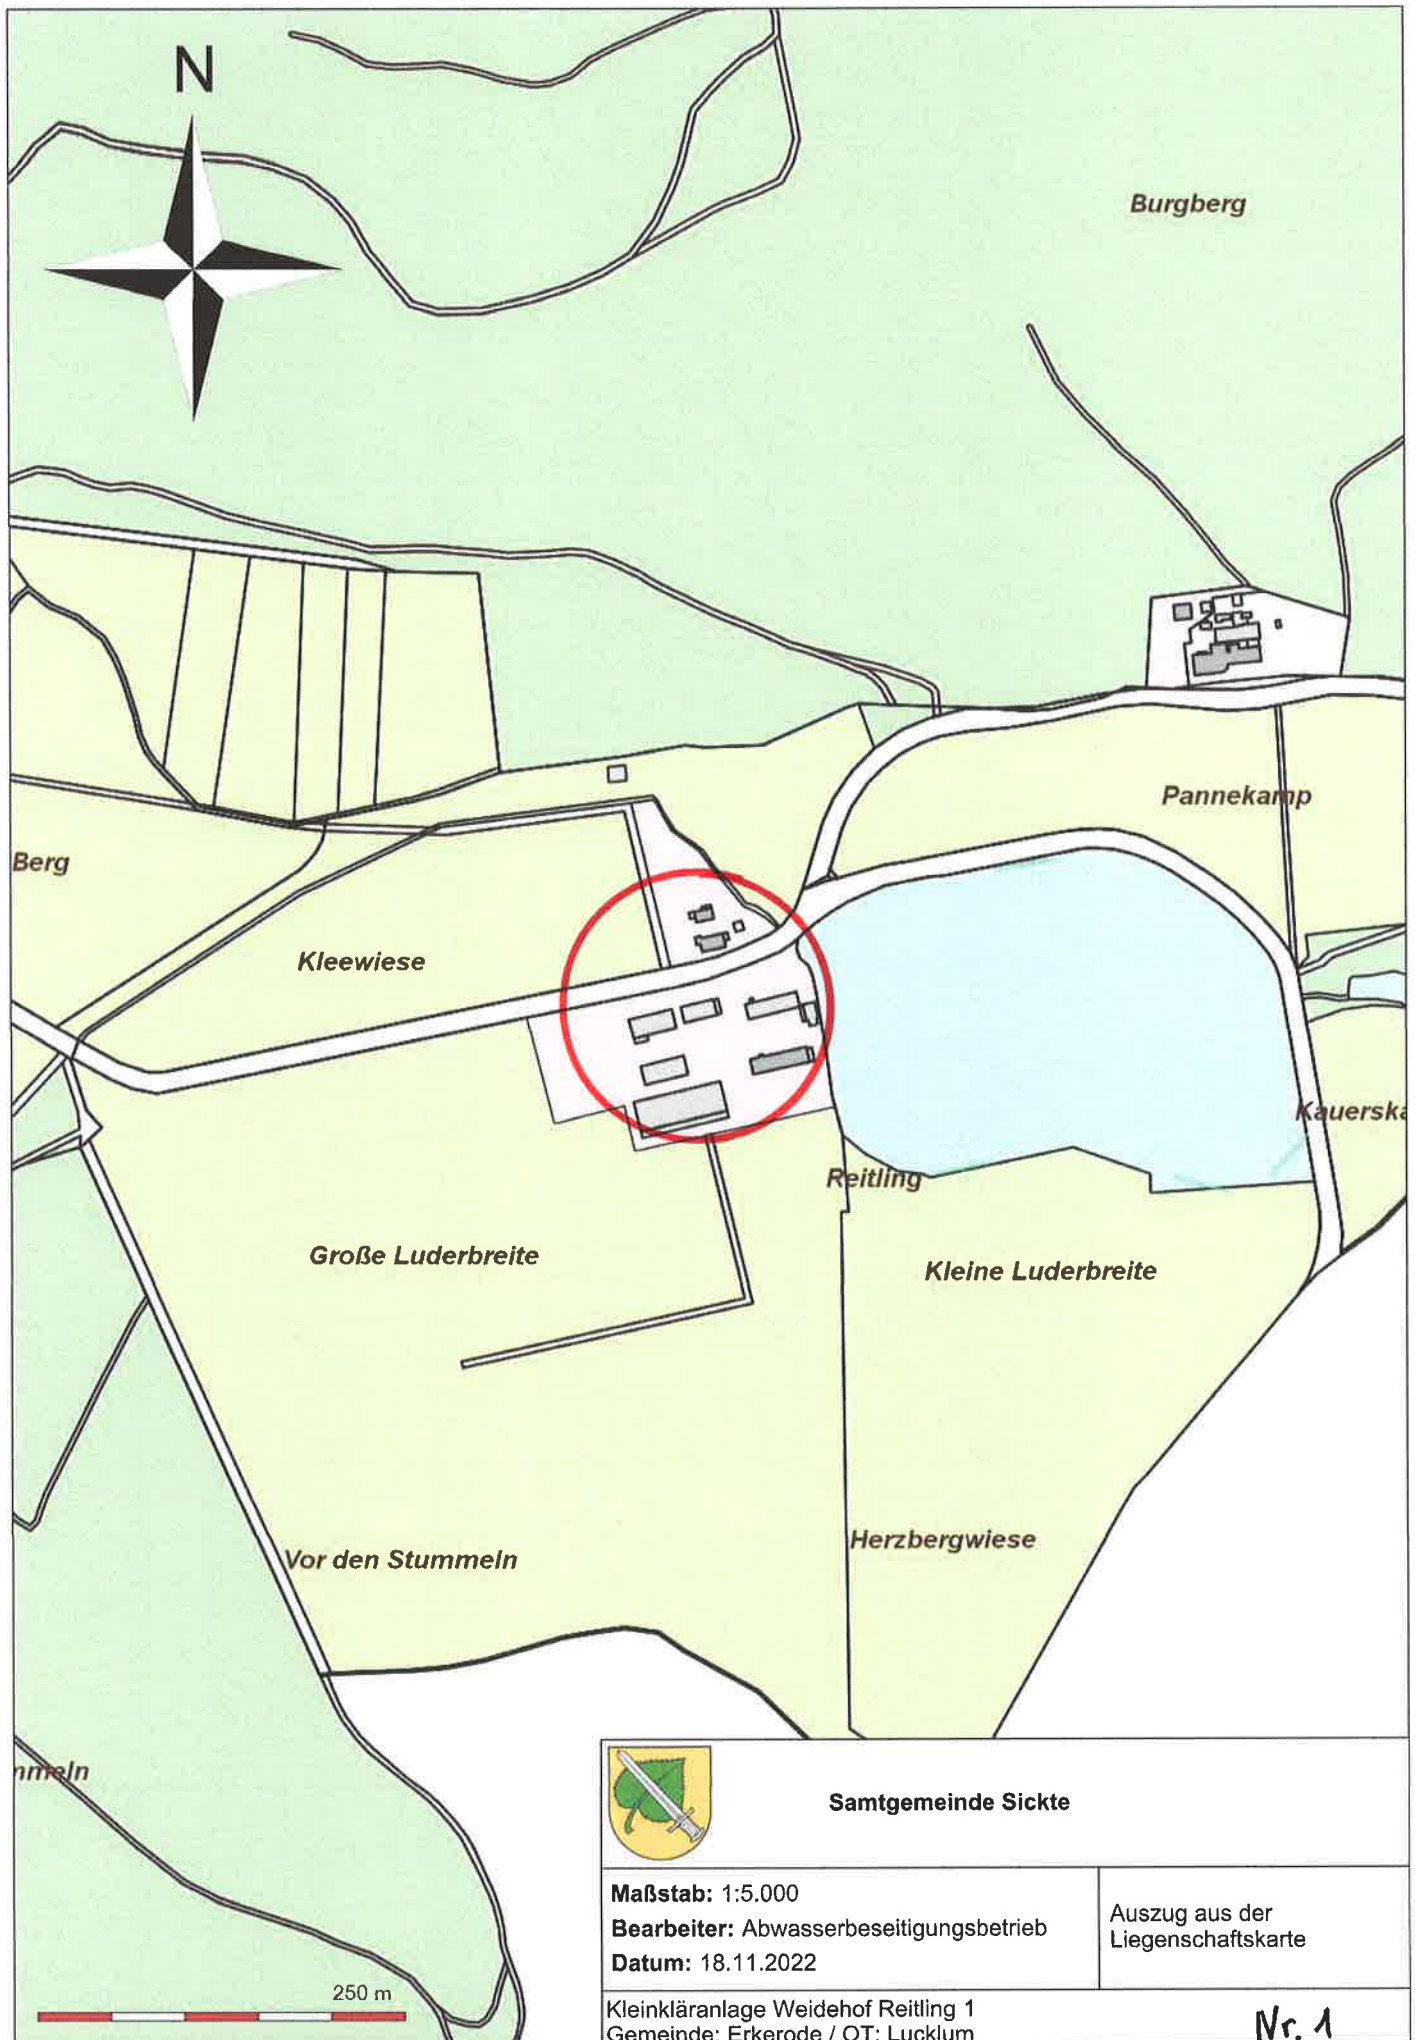 N
Burgberg
Pannekamp
Berg
Kleewiese
Kauerska
Reitling
Große Luderbreite
Kleine Luderbreite
Herzbergwiese
Vor den Stummeln
mmeln
Samtgemeinde Sickte
Maßstab: 1:5.000
Bearbeiter: Abwasserbeseitigungsbetrieb
Datum: 18.11.2022
Auszug aus der
Liegenschaftskarte
250 m
Kleinkläranlage Weidehof Reitling 1
Gemeinde: Erkerode / OT: Lucklum
Nr. 1